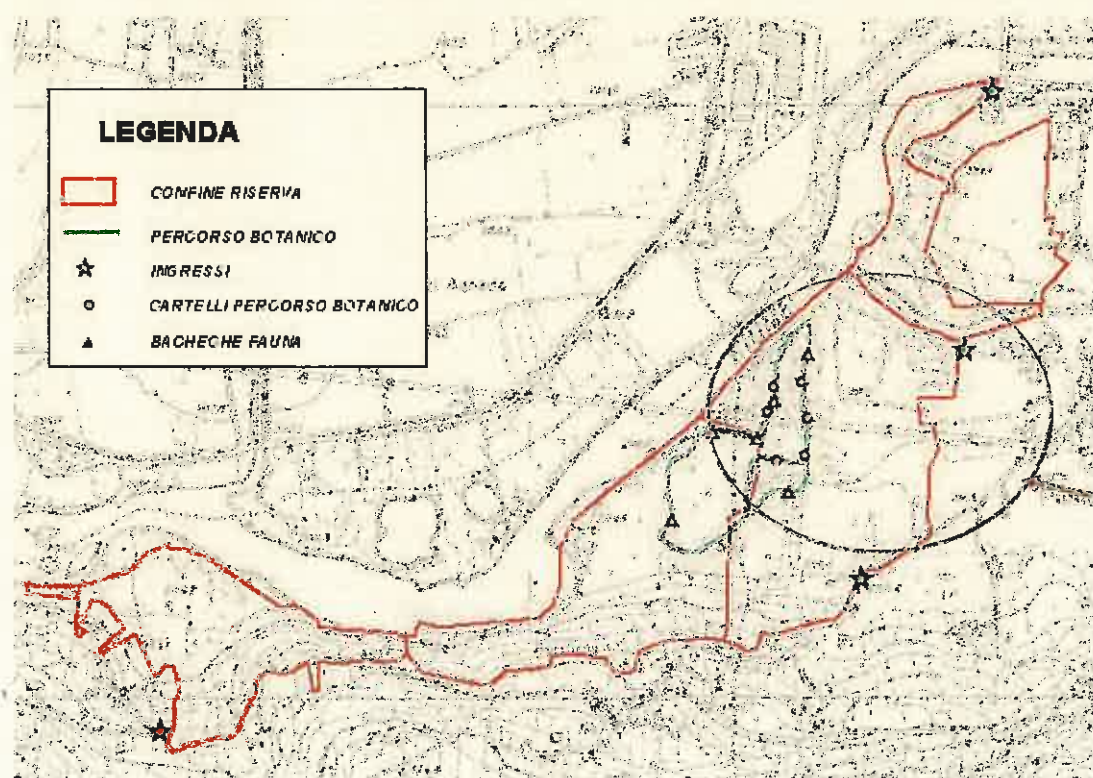 LEGENDA
CONFINE RISERVA
PERCORSO BOTANICO
INGRESSI
CARTELLI PERCORSO BOTANICO
BACHECHE FAUNA